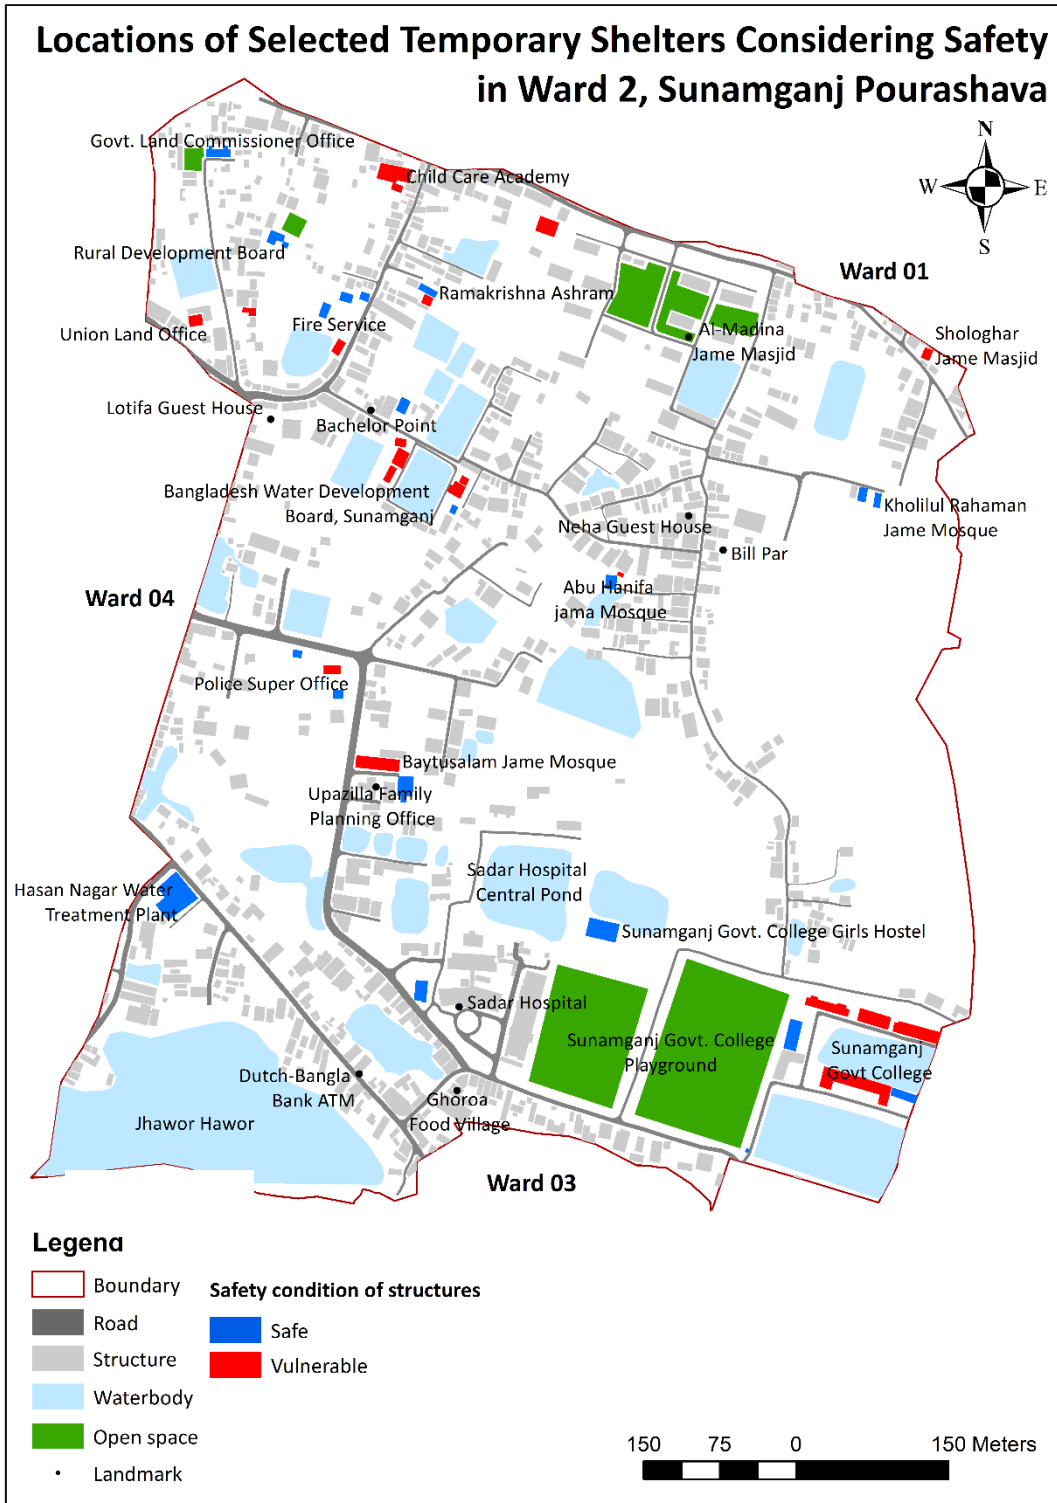 Locations of Selected Temporary Shelters Considering Safety
in Ward 2, Sunamganj Pourashava
N
W
E
S
Govt. Land Commissioner Office
Child Care Academy
Rural Development Board
Ward 01
Ramakrishna Ashram
Union Land Office
Fire Service
Al-Madina
Jame Masjid
Shologhar
Jame Masjid
Lotifa Guest House
Bachelor Point
Bangladesh Water Development
Board, Sunamganj
Kholilul Rahaman
Jame Mosque
Neha Guest House
Bill Par
Abu Hanifa
jama Mosque
Ward 04
Police Super Office
Baytusalam Jame Mosque
Upazilla Family
Planning Office
Sadar Hospital
Central Pond
Hasan Nagar Water
Treatment Plant
Sunamganj Govt. College Girls Hostel
Sadar Hospital
Sunamganj Govt. College
Playground
Sunamganj
Govt College
Dutch-Bangla
Bank ATM
Ghoroa
Food Village
Jhawor Hawor
Ward 03
Legend
Boundary
Road
Structure
Waterbody
Open space
Landmark
Safety condition of structures
Safe
Vulnerable
150 75 0 150 Meters